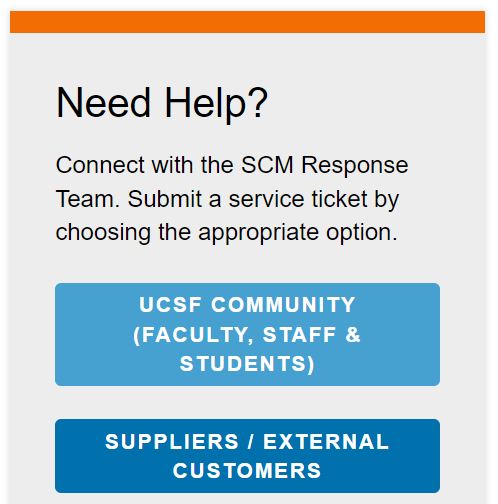 Need Help?
Connect with the SCM Response
Team. Submit a service ticket by
choosing the appropriate option.
UCSF COMMUNITY
(FACULTY, STAFF &
STUDENTS)
SUPPLIERS / EXTERNAL
CUSTOMERS